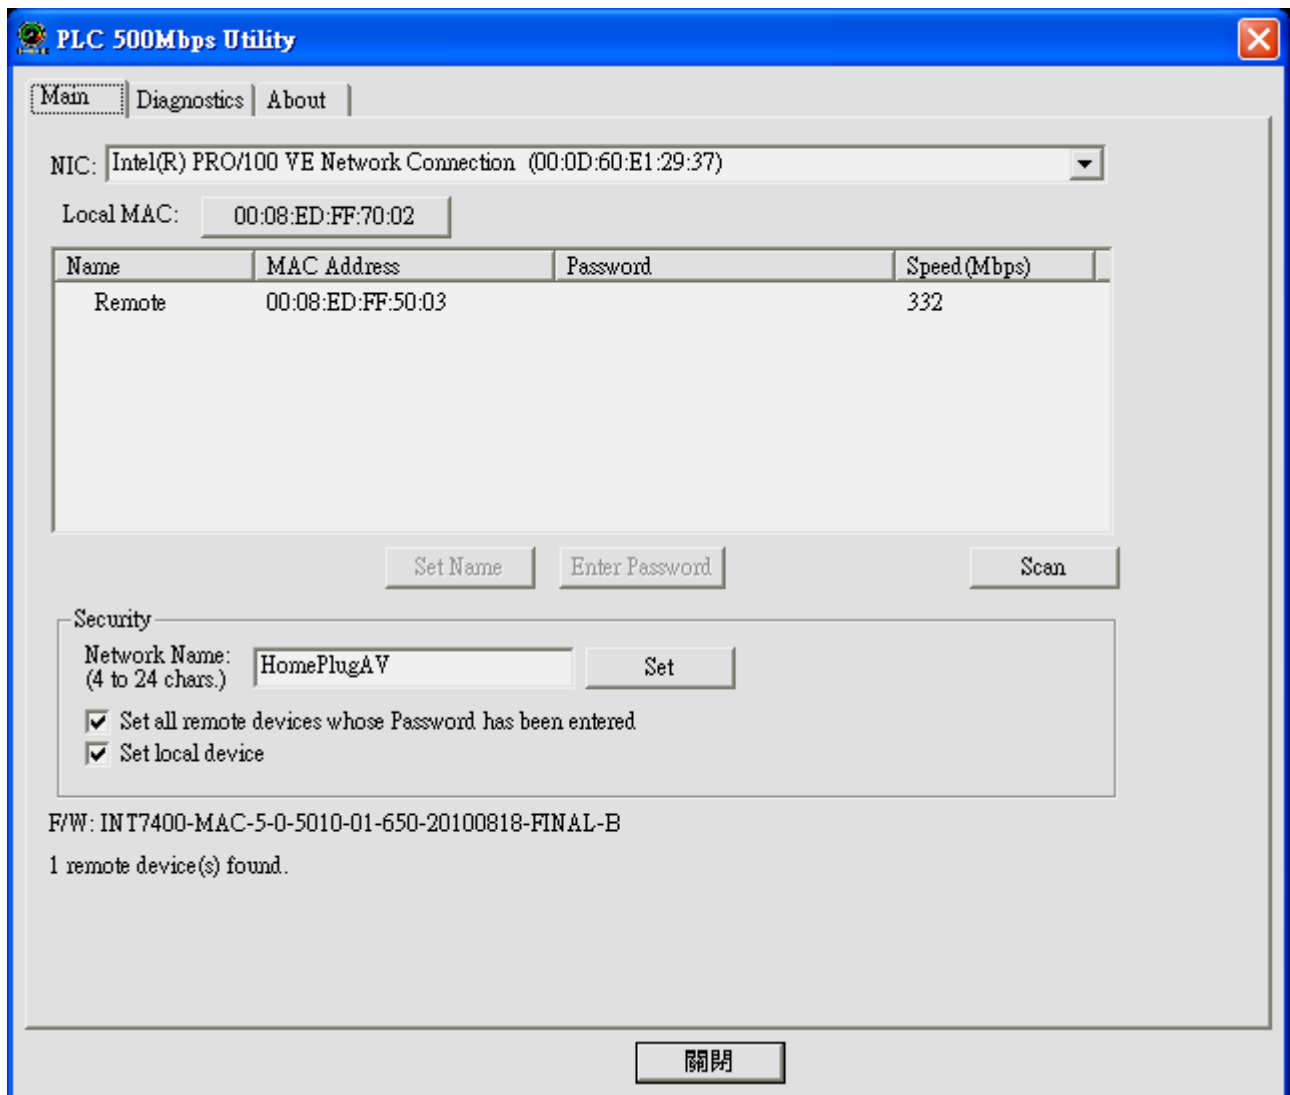 PLC 500Mbps Utility
Main Diagnostics About
NIC: Intel(R) PRO/100 VE Network Connection (00:0D:60:E1:29:37)
Local MAC: 00:08:ED:FF:70:02
Name MAC Address Password Speed(Mbps)
Remote 00:08:ED:FF:50:03 332
Set Name Enter Password Scan
Security
Network Name:
(4 to 24 chars.) HomePlugAV Set
Set all remote devices whose Password has been entered
Set local device
F/W: INT7400-MAC-5-0-5010-01-650-20100818-FINAL-B
1 remote device(s) found.
關閉